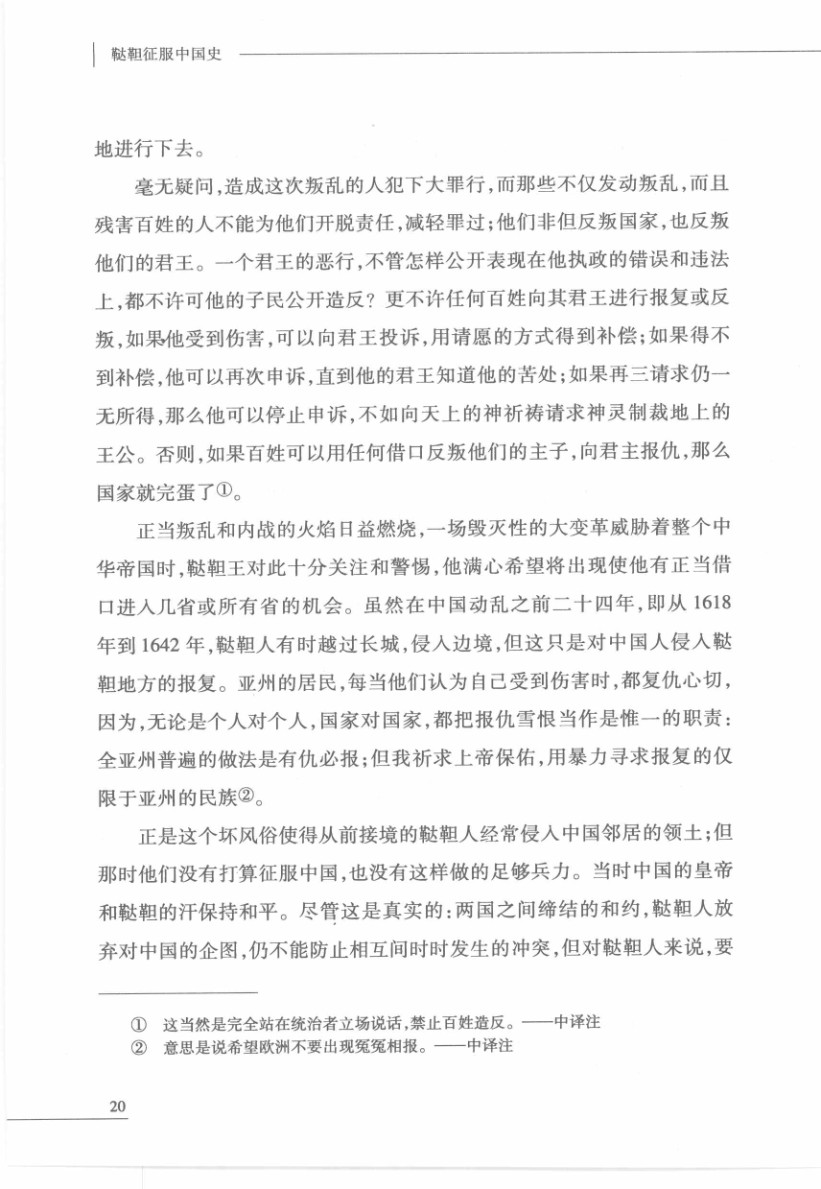 鞑靼征服中国史
地进行下去。
毫无疑问,造成这次叛乱的人犯下大罪行,而那些不仅发动叛乱,而且
残害百姓的人不能为他们开脱责任,减轻罪过;他们非但反叛国家,也反叛
他们的君王。一个君王的恶行,不管怎样公开表现在他执政的错误和违法
上,都不许可他的子民公开造反?更不许任何百姓向其君王进行报复或反
叛,如果他受到伤害,可以向君王投诉,用请愿的方式得到补偿;如果得不
到补偿,他可以再次申诉,直到他的君王知道他的苦处;如果再三请求仍一
无所得,那么他可以停止申诉,不如向天上的神祈祷请求神灵制裁地上的
王公。否则,如果百姓可以用任何借口反叛他们的主子,向君主报仇,那么
国家就完蛋了①。
正当叛乱和内战的火焰日益燃烧,一场毁灭性的大变革威胁着整个中
华帝国时,鞑靼王对此十分关注和警惕,他满心希望将出现使他有正当借
口进入几省或所有省的机会。虽然在中国动乱之前二十四年,即从 1618
年到 1642 年,鞑靼人有时越过长城,侵入边境,但这只是对中国人侵入鞑
靼地方的报复。亚州的居民,每当他们认为自己受到伤害时,都复仇心切,
因为,无论是个人对个人,国家对国家,都把报仇雪恨当作是惟一的职责:
全亚州普遍的做法是有仇必报;但我祈求上帝保佑,用暴力寻求报复的仅
限于亚州的民族②。
正是这个坏风俗使得从前接境的鞑靼人经常侵入中国邻居的领土;但
那时他们没有打算征服中国,也没有这样做的足够兵力。当时中国的皇帝
和鞑靼的汗保持和平。尽管这是真实的:两国之间缔结的和约,鞑靼人放
弃对中国的企图,仍不能防止相互间时时发生的冲突,但对鞑靼人来说,要
① 这当然是完全站在统治者立场说话,禁止百姓造反。——中译注
② 意思是说希望欧洲不要出现冤冤相报。——中译注
20